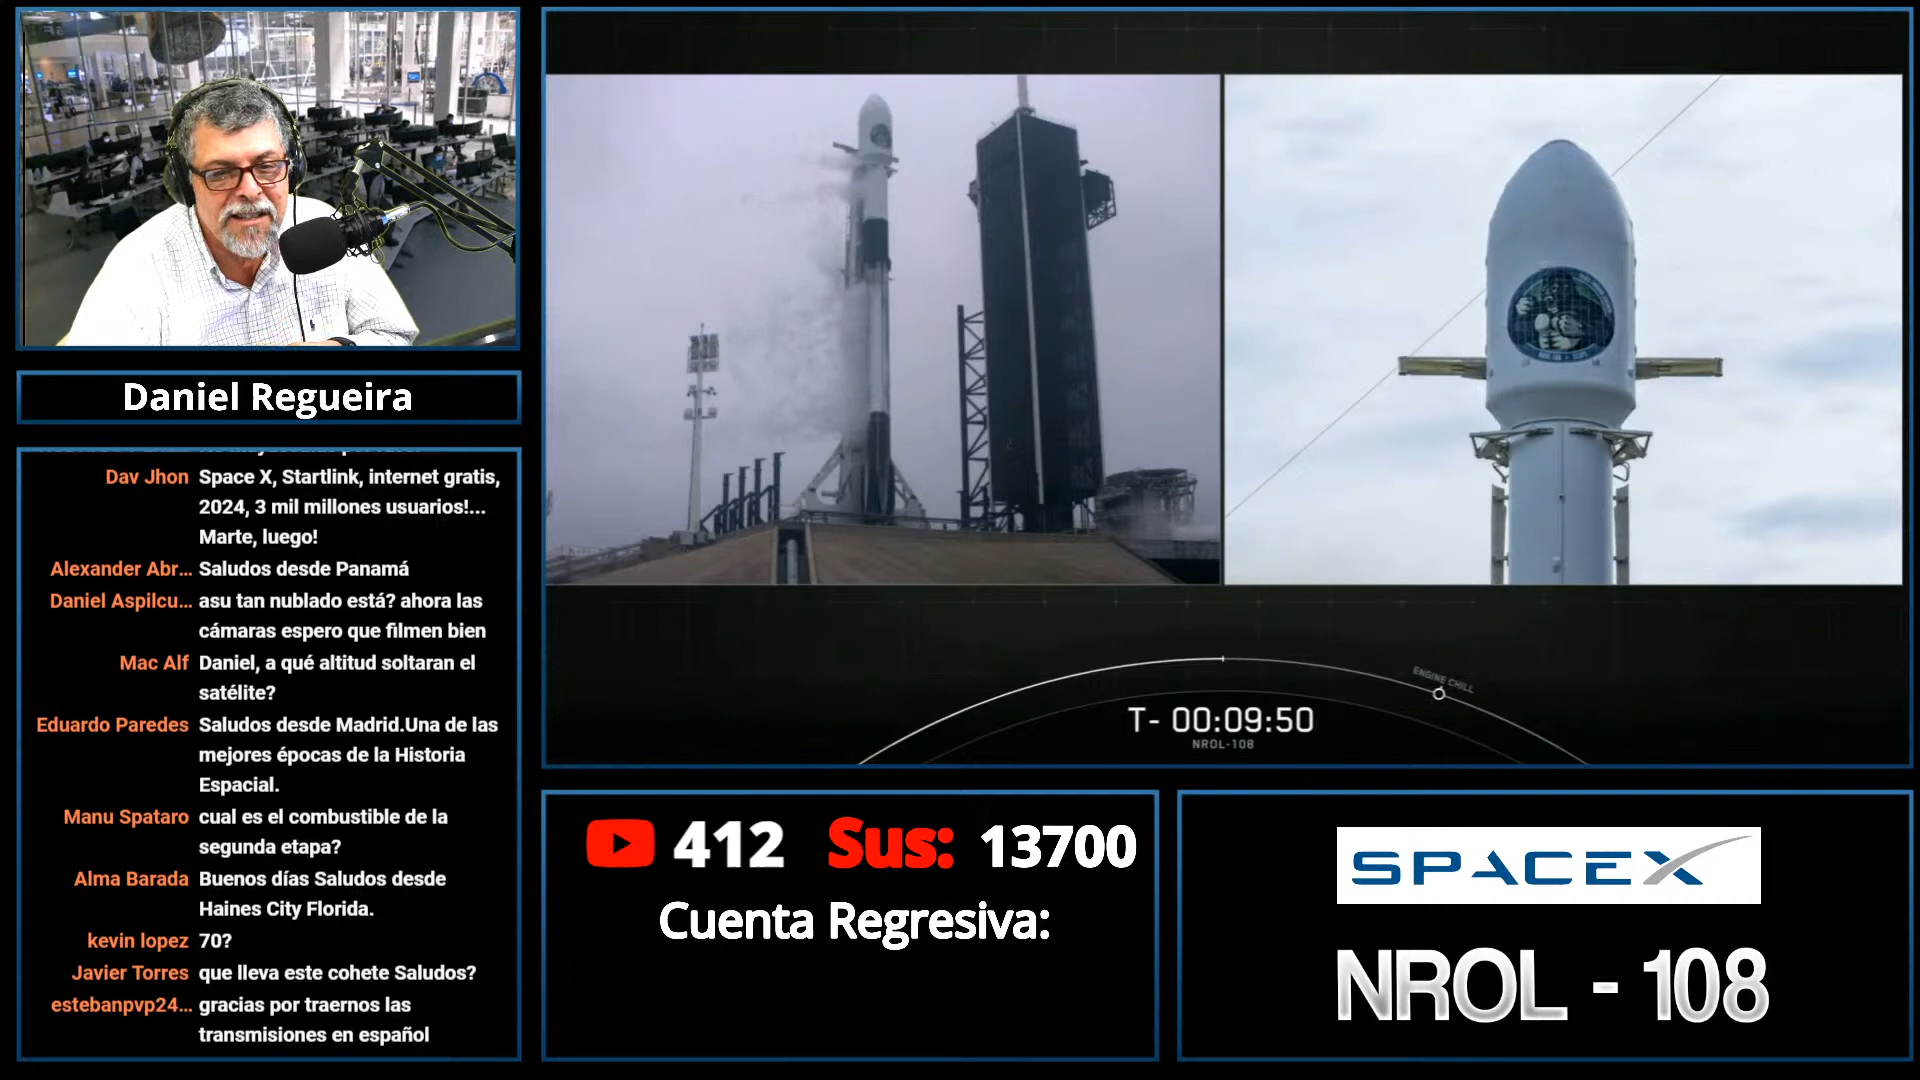 Daniel Regueira
Dav Jhon Space X, Startlink, internet gratis,
2024, 3 mil millones usuarios!...
Marte, luego!
Alexander Abr... Saludos desde Panamá
Daniel Aspilcu... asu tan nublado está? ahora las
cámaras espero que filmen bien
Mac Alf Daniel, a qué altitud soltaran el
satélite?
Eduardo Paredes Saludos desde Madrid.Una de las
mejores épocas de la Historia
Espacial.
Manu Spataro cual es el combustible de la
segunda etapa?
Alma Barada Buenos días Saludos desde
Haines City Florida.
kevin lopez 70?
Javier Torres que lleva este cohete Saludos?
estebanpvp24... gracias por traernos las
transmisiones en español
ENGINE CHILL
T- 00:09:50
NROL-108
412 Sus: 13700
Cuenta Regresiva:
SPACEX
NROL - 108